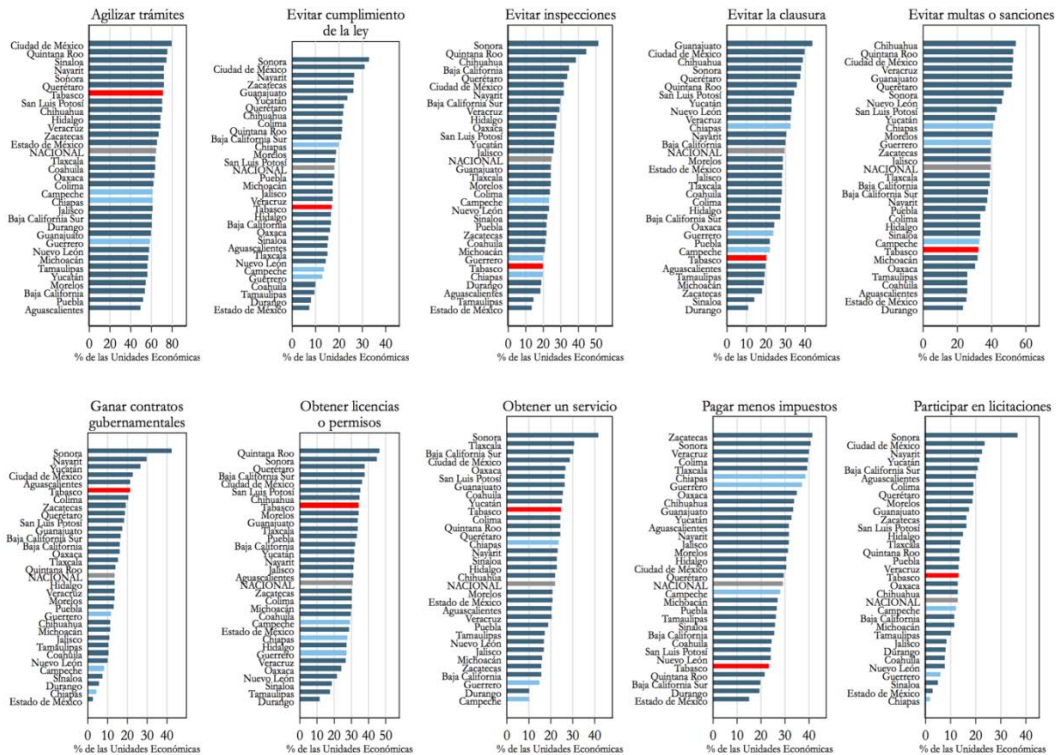 Agilizar trámites
Ciudad de México
Quintana Roo
Sinaloa
Nayarit
Sonora
Querétaro
Tabasco
San Luis Potosí
Chihuahua
Hidalgo
Veracruz
Zacatecas
Estado de México
NACIONAL
Tlaxcala
Coahuila
Oaxaca
Colima
Campeche
Chiapas
Jalisco
Baja California Sur
Durango
Guanajuato
Guerrero
Nuevo León
Michoacán
Tamaulipas
Yucatán
Morelos
Baja California
Puebla
Aguascalientes
0 20 40 60 80
% de las Unidades Económicas
Evitar cumplimiento
de la ley
Sonora
Ciudad de México
Nayarit
Zacatecas
Guanajuato
Yucatán
Querétaro
Chihuahua
Colima
Quintana Roo
Baja California Sur
Chiapas
Morelos
San Luis Potosí
NACIONAL
Puebla
Michoacán
Jalisco
Veracruz
Tabasco
Hidalgo
Baja California
Oaxaca
Sinaloa
Aguascalientes
Tlaxcala
Nuevo León
Campeche
Guerrero
Coahuila
Tamaulipas
Durango
Estado de México
0 10 20 30 40
% de las Unidades Económicas
Evitar inspecciones
Sonora
Quintana Roo
Chihuahua
Baja California
Querétaro
Ciudad de México
Nayarit
Baja California Sur
Veracruz
Hidalgo
Oaxaca
San Luis Potosí
Yucatán
Jalisco
NACIONAL
Guanajuato
Tlaxcala
Morelos
Colima
Campeche
Nuevo León
Sinaloa
Puebla
Zacatecas
Coahuila
Michoacán
Guerrero
Tabasco
Chiapas
Durango
Aguascalientes
Tamaulipas
Estado de México
0 10 20 30 40 50
% de las Unidades Económicas
Evitar la clausura
Guanajuato
Ciudad de México
Chihuahua
Sonora
Querétaro
Quintana Roo
San Luis Potosí
Yucatán
Nuevo León
Veracruz
Chiapas
Nayarit
Baja California
NACIONAL
Morelos
Estado de México
Jalisco
Tlaxcala
Coahuila
Colima
Hidalgo
Baja California Sur
Oaxaca
Guerrero
Puebla
Campeche
Tabasco
Aguascalientes
Tamaulipas
Michoacán
Zacatecas
Sinaloa
Durango
0 10 20 30 40
% de las Unidades Económicas
Evitar multas o sanciones
Chihuahua
Quintana Roo
Ciudad de México
Veracruz
Guanajuato
Querétaro
Sonora
Nuevo León
San Luis Potosí
Yucatán
Chiapas
Morelos
Guerrero
Zacatecas
Jalisco
NACIONAL
Tlaxcala
Baja California
Baja California Sur
Nayarit
Puebla
Colima
Hidalgo
Sinaloa
Campeche
Tabasco
Michoacán
Oaxaca
Tamaulipas
Coahuila
Aguascalientes
Estado de México
Durango
0 20 40 60
% de las Unidades Económicas
Ganar contratos
gubernamentales
Sonora
Nayarit
Yucatán
Ciudad de México
Aguascalientes
Tabasco
Colima
Zacatecas
Querétaro
San Luis Potosí
Guanajuato
Baja California Sur
Baja California
Oaxaca
Tlaxcala
Quintana Roo
NACIONAL
Hidalgo
Veracruz
Morelos
Puebla
Guerrero
Chihuahua
Michoacán
Jalisco
Tamaulipas
Coahuila
Nuevo León
Campeche
Sinaloa
Durango
Chiapas
Estado de México
0 10 20 30 40
% de las Unidades Económicas
Obtener licencias
o permisos
Quintana Roo
Sonora
Querétaro
Baja California Sur
Ciudad de México
San Luis Potosí
Chihuahua
Tabasco
Morelos
Guanajuato
Tlaxcala
Puebla
Baja California
Yucatán
Nayarit
Jalisco
Aguascalientes
NACIONAL
Zacatecas
Colima
Michoacán
Coahuila
Campeche
Estado de México
Chiapas
Hidalgo
Guerrero
Veracruz
Oaxaca
Nuevo León
Sinaloa
Tamaulipas
Durango
0 10 20 30 40 50
% de las Unidades Económicas
Obtener un servicio
Sonora
Tlaxcala
Baja California Sur
Ciudad de México
Oaxaca
San Luis Potosí
Guanajuato
Coahuila
Yucatán
Tabasco
Colima
Quintana Roo
Querétaro
Chiapas
Nayarit
Sinaloa
Hidalgo
Chihuahua
NACIONAL
Morelos
Estado de México
Aguascalientes
Veracruz
Puebla
Tamaulipas
Nuevo León
Jalisco
Michoacán
Zacatecas
Baja California
Guerrero
Durango
Campeche
0 10 20 30 40
% de las Unidades Económicas
Pagar menos impuestos
Zacatecas
Sonora
Veracruz
Colima
Tlaxcala
Chiapas
Guerrero
Oaxaca
Chihuahua
Guanajuato
Yucatán
Aguascalientes
Nayarit
Jalisco
Morelos
Hidalgo
Ciudad de México
Querétaro
NACIONAL
Campeche
Michoacán
Puebla
Tamaulipas
Sinaloa
Baja California
Coahuila
San Luis Potosí
Nuevo León
Tabasco
Quintana Roo
Baja California Sur
Durango
Estado de México
0 10 20 30 40
% de las Unidades Económicas
Participar en licitaciones
Sonora
Ciudad de México
Nayarit
Yucatán
Baja California Sur
Aguascalientes
Colima
Querétaro
Morelos
Guanajuato
Zacatecas
San Luis Potosí
Hidalgo
Tlaxcala
Quintana Roo
Puebla
Veracruz
Tabasco
Oaxaca
Chihuahua
NACIONAL
Campeche
Baja California
Michoacán
Tamaulipas
Jalisco
Durango
Coahuila
Nuevo León
Guerrero
Sinaloa
Estado de México
Chiapas
0 10 20 30 40
% de las Unidades Económicas